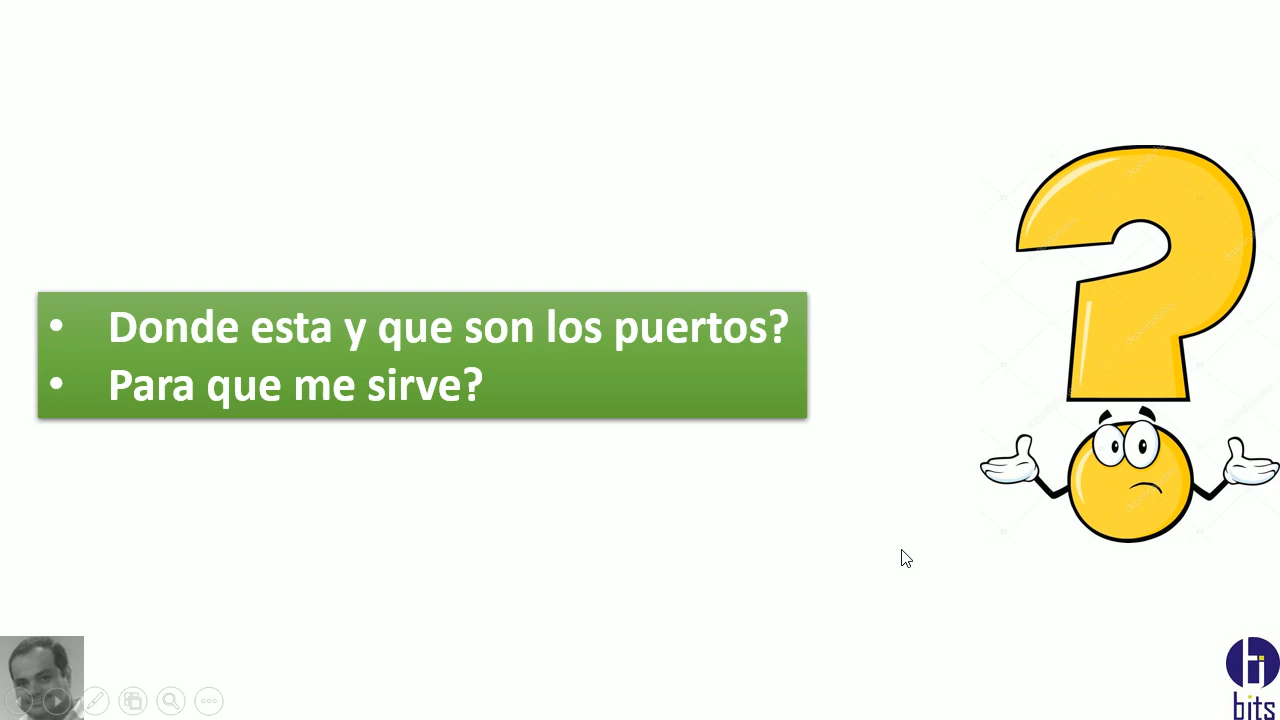 • Donde esta y que son los puertos?
• Para que me sirve?
bits